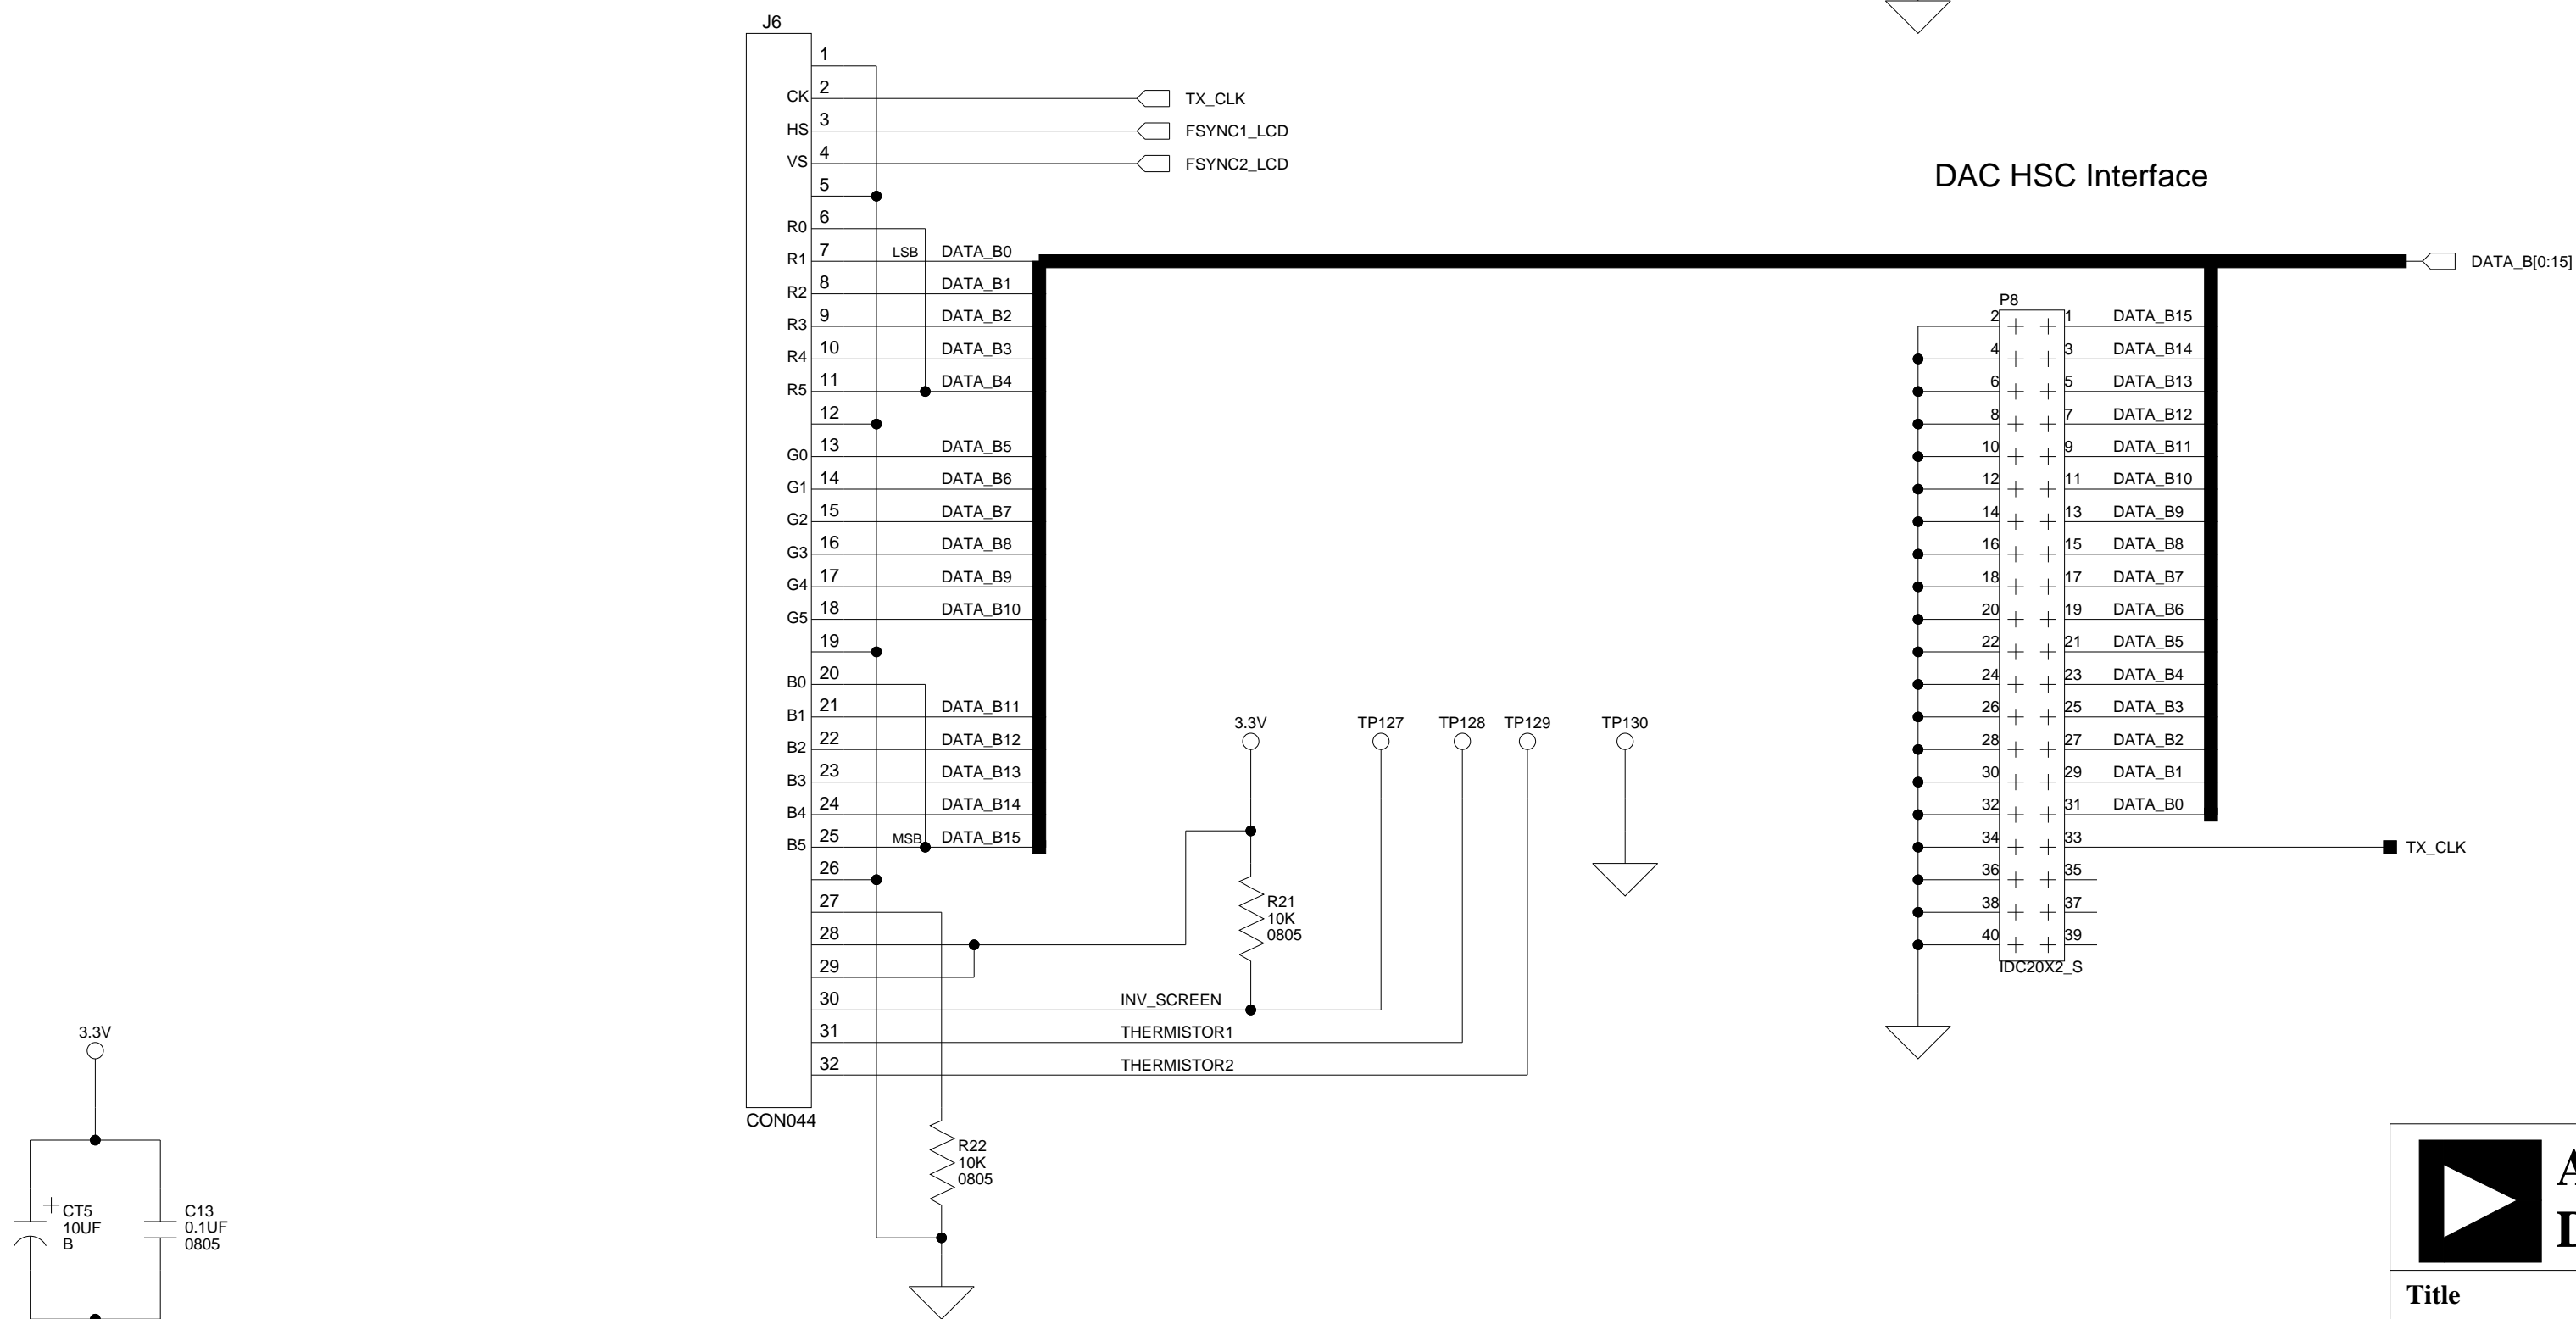 J6
1
CK 2 TX_CLK
HS 3 FSYNC1_LCD
VS 4 FSYNC2_LCD
5
R0 6
R1 7 LSB DATA_B0
R2 8 DATA_B1
R3 9 DATA_B2
R4 10 DATA_B3
R5 11 DATA_B4
12
G0 13 DATA_B5
G1 14 DATA_B6
G2 15 DATA_B7
G3 16 DATA_B8
G4 17 DATA_B9
G5 18 DATA_B10
19
B0 20
B1 21 DATA_B11
B2 22 DATA_B12
B3 23 DATA_B13
B4 24 DATA_B14
B5 25 MSB DATA_B15
26
27
28
29
30 INV_SCREEN
31 THERMISTOR1
32 THERMISTOR2
CON044
3.3V
TP127
TP128
TP129
TP130
R21
10K
0805
R22
10K
0805
3.3V
CT5
10UF
B
C13
0.1UF
0805
DAC HSC Interface
DATA_B[0:15]
P8
2 1 DATA_B15
4 3 DATA_B14
6 5 DATA_B13
8 7 DATA_B12
10 9 DATA_B11
12 11 DATA_B10
14 13 DATA_B9
16 15 DATA_B8
18 17 DATA_B7
20 19 DATA_B6
22 21 DATA_B5
24 23 DATA_B4
26 25 DATA_B3
28 27 DATA_B2
30 29 DATA_B1
32 31 DATA_B0
34 33 TX_CLK
36 35
38 37
40 39
IDC20X2_S
Title